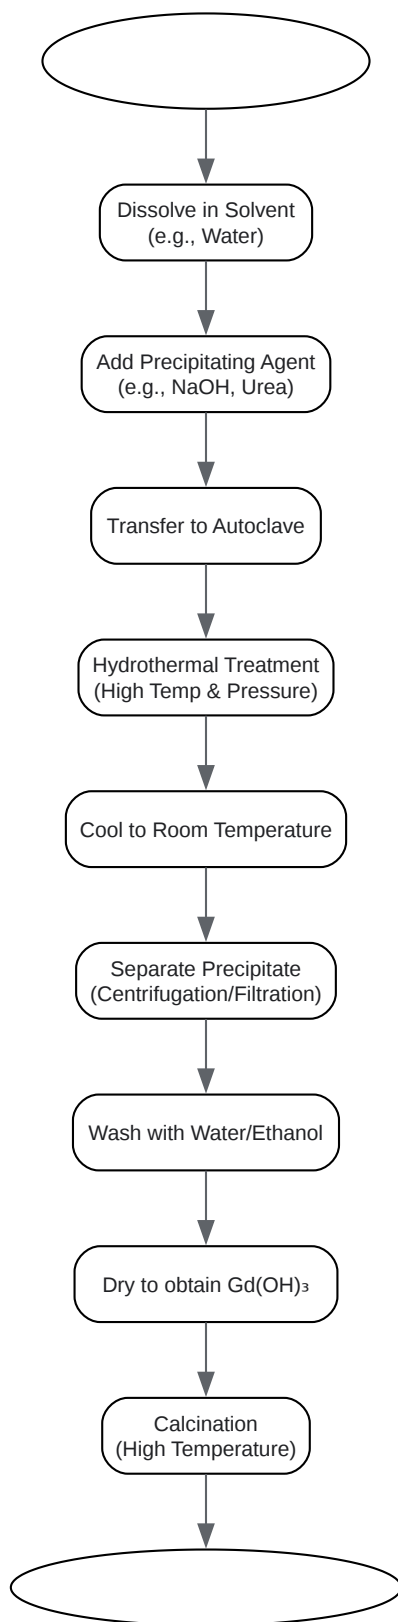 Dissolve in Solvent
(e.g., Water)
Add Precipitating Agent
(e.g., NaOH, Urea)
Transfer to Autoclave
Hydrothermal Treatment
(High Temp & Pressure)
Cool to Room Temperature
Separate Precipitate
(Centrifugation/Filtration)
Wash with Water/Ethanol
Dry to obtain Gd(OH)₃
Calcination
(High Temperature)